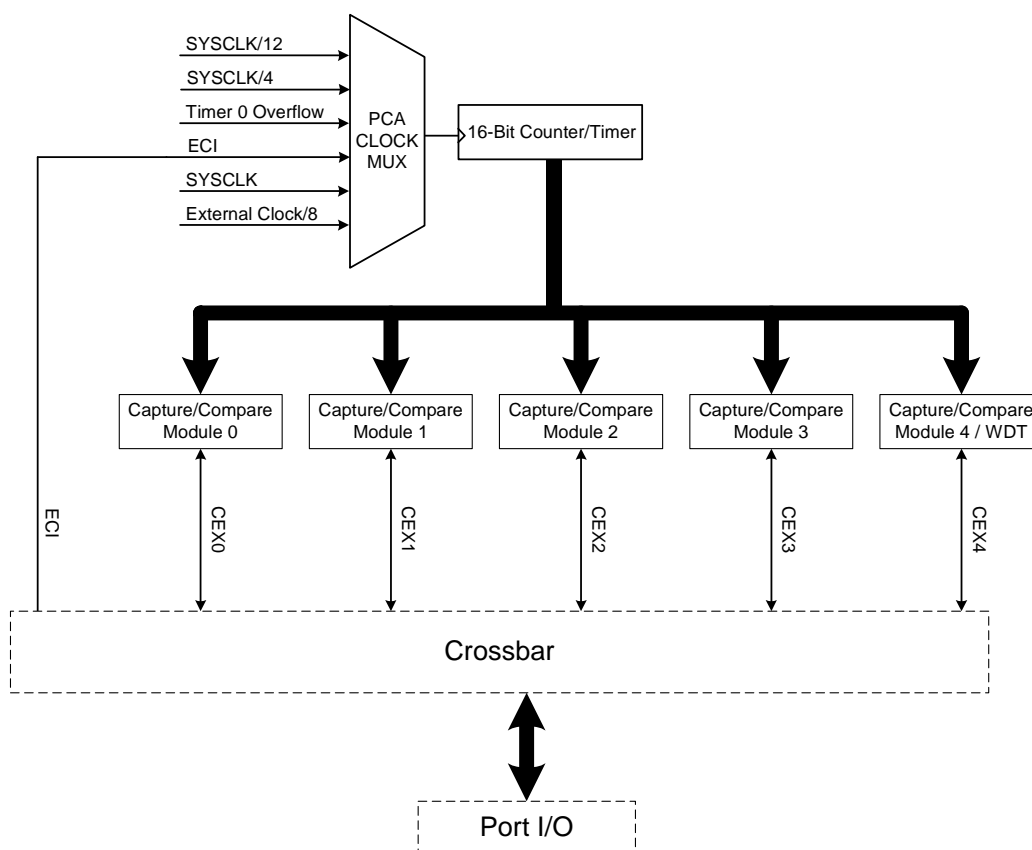 SYSCLK/12
SYSCLK/4
Timer 0 Overflow
ECI
SYSCLK
External Clock/8
PCA
CLOCK
MUX
16-Bit Counter/Timer
Capture/Compare
Module 0
Capture/Compare
Module 1
Capture/Compare
Module 2
Capture/Compare
Module 3
Capture/Compare
Module 4 / WDT
ECI
CEX0
CEX1
CEX2
CEX3
CEX4
Crossbar
Port I/O